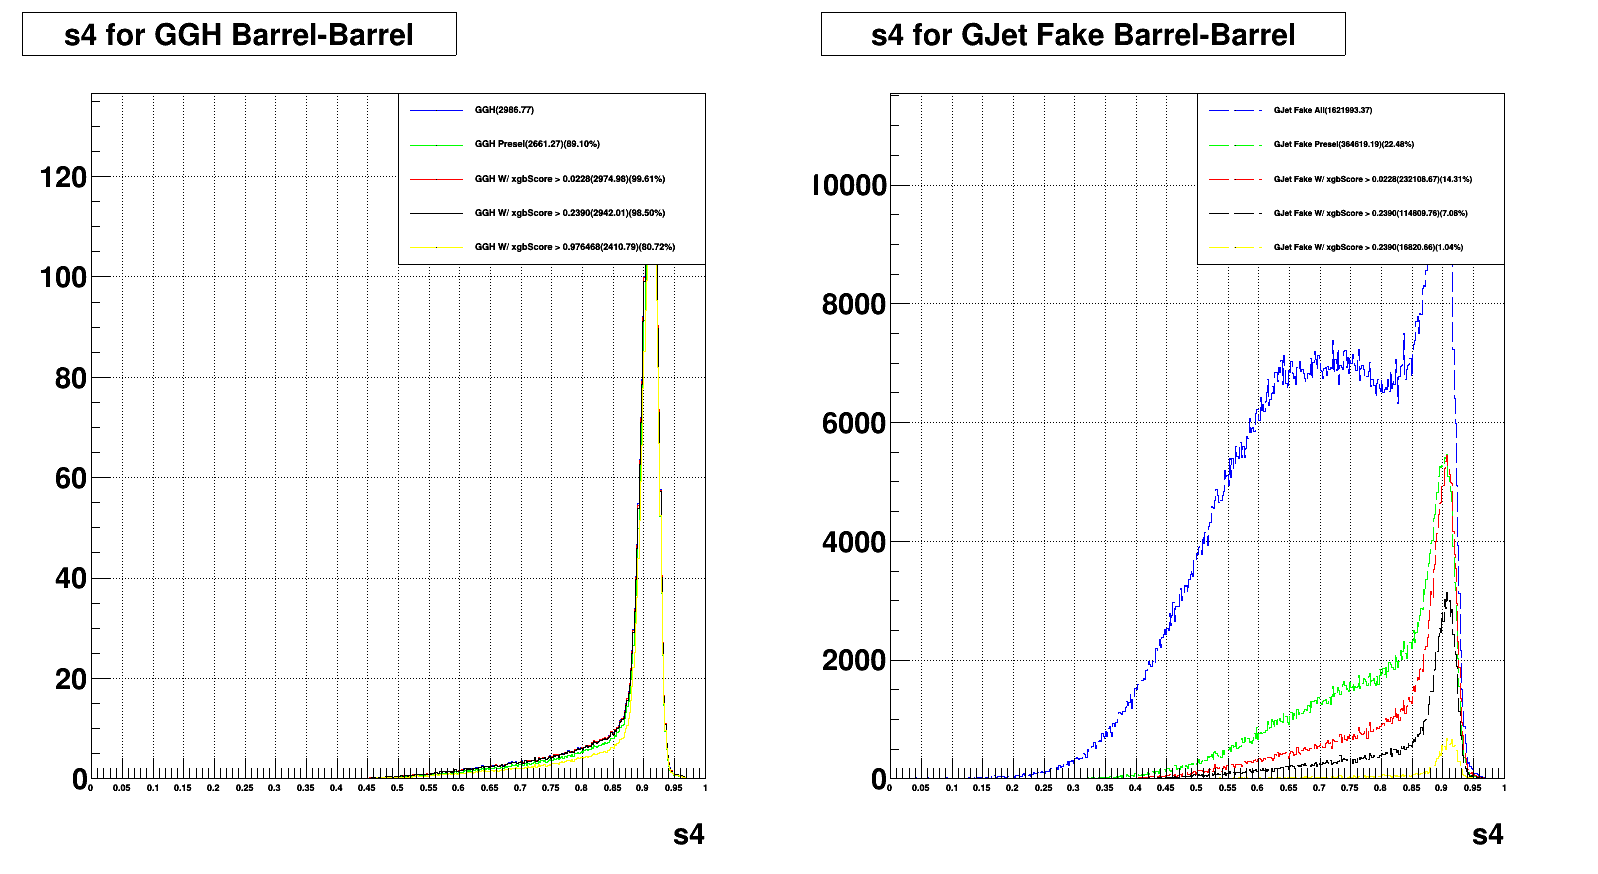 s4 for GGH Barrel-Barrel
GGH(2986.77)
GGH Presel(2661.27)(89.10%)
GGH W/ xgbScore > 0.0228(2974.98)(99.61%)
GGH W/ xgbScore > 0.2390(2942.01)(98.50%)
GGH W/ xgbScore > 0.976468(2410.79)(80.72%)
120
100
80
60
40
20
0
0 0.05 0.1 0.15 0.2 0.25 0.3 0.35 0.4 0.45 0.5 0.55 0.6 0.65 0.7 0.75 0.8 0.85 0.9 0.95 1
s4
s4 for GJet Fake Barrel-Barrel
GJet Fake All(1621993.37)
GJet Fake Presel(364619.19)(22.48%)
GJet Fake W/ xgbScore > 0.0228(232108.67)(14.31%)
GJet Fake W/ xgbScore > 0.2390(114809.76)(7.08%)
GJet Fake W/ xgbScore > 0.2390(16820.66)(1.04%)
10000
8000
6000
4000
2000
0
0 0.05 0.1 0.15 0.2 0.25 0.3 0.35 0.4 0.45 0.5 0.55 0.6 0.65 0.7 0.75 0.8 0.85 0.9 0.95 1
s4